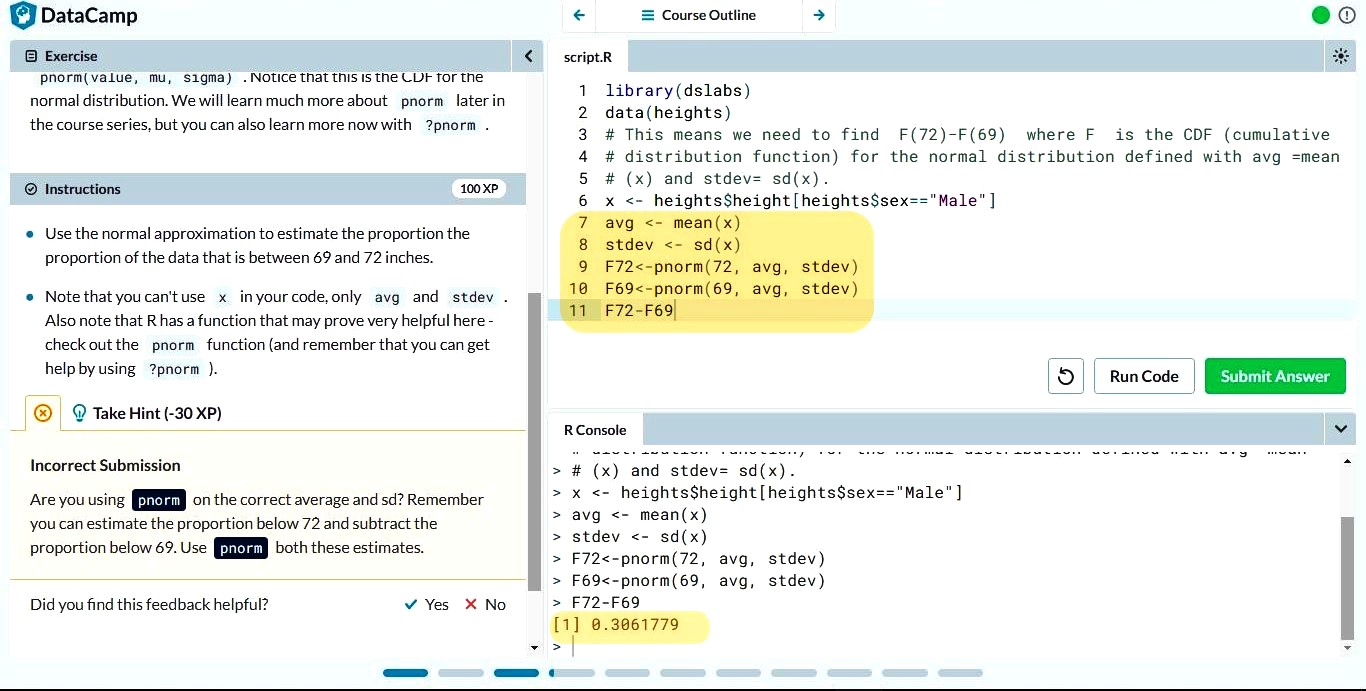 DataCamp
Course Outline
Exercise
pnorm(value, mu, sigma) . Notice that this is the CDF for the
normal distribution. We will learn much more about pnorm later in
the course series, but you can also learn more now with ?pnorm .
Instructions
100 XP
Use the normal approximation to estimate the proportion the
proportion of the data that is between 69 and 72 inches.
Note that you can't use x in your code, only avg and stdev .
Also note that R has a function that may prove very helpful here -
check out the pnorm function (and remember that you can get
help by using ?pnorm ).
Take Hint (-30 XP)
Incorrect Submission
Are you using pnorm on the correct average and sd? Remember
you can estimate the proportion below 72 and subtract the
proportion below 69. Use pnorm both these estimates.
Did you find this feedback helpful?
Yes
No
script.R
1 library(dslabs)
2 data(heights)
3 # This means we need to find F(72)-F(69) where F is the CDF (cumulative
4 # distribution function) for the normal distribution defined with avg =mean
5 # (x) and stdev= sd(x).
6 x <- heights$height[heights$sex=="Male"]
7 avg <- mean(x)
8 stdev <- sd(x)
9 F72<-pnorm(72, avg, stdev)
10 F69<-pnorm(69, avg, stdev)
11 F72-F69
Run Code
Submit Answer
R Console
# distribution function) for the normal distribution defined with avg =mean
> # (x) and stdev= sd(x).
> x <- heights$height[heights$sex=="Male"]
> avg <- mean(x)
> stdev <- sd(x)
> F72<-pnorm(72, avg, stdev)
> F69<-pnorm(69, avg, stdev)
> F72-F69
[1] 0.3061779
>